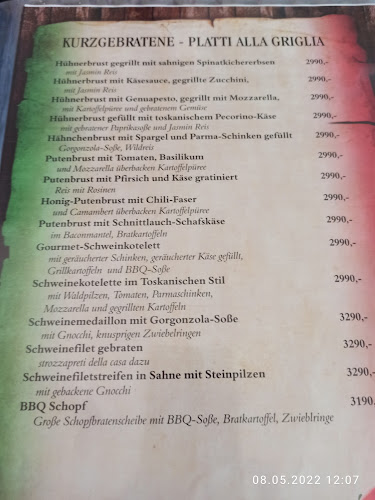 KURZGEBRATENE - PLATTI ALLA GRIGLIA
Hühnerbrust gegrillt mit sahnigen Spinatkichererbsen 2990,-
mit Jasmin Reis
Hühnerbrust mit Käsesauce, gegrillte Zucchini, 2990,-
mit Jasmin Reis
Hühnerbrust mit Genuapesto, gegrillt mit Mozzarella, 2990,-
mit Kartoffelpüree und gebratenem Gemüse
Hühnerbrust gefüllt mit toskanischem Pecorino-Käse 2990,-
mit gebratener Paprikasoße und Jasmin Reis
Hähnchenbrust mit Spargel und Parma-Schinken gefüllt 2990,-
Gorgonzola-Soße, Wildreis
Putenbrust mit Tomaten, Basilikum 2990,-
und Mozzarella überbacken Kartoffelpüree
Putenbrust mit Pfirsich und Käse gratiniert 2990,-
Reis mit Rosinen
Honig-Putenbrust mit Chili-Faser 2990,-
und Camambert überbacken Kartoffelpüree
Putenbrust mit Schnittlauch-Schafskäse 2990,-
im Baconmantel, Bratkartoffeln
Gourmet-Schweinkotelett 2990,-
mit geräucherter Schinken, geräucherter Käse gefüllt,
Grillkartoffeln und BBQ-Soße
Schweinekotelette im Toskanischen Stil 2990,-
mit Waldpilzen, Tomaten, Parmaschinken,
Mozzarella und gegrillten Kartoffeln
Schweinemedaillon mit Gorgonzola-Soße 3290,-
mit Gnocchi, knusprigen Zwiebelringen
Schweinefilet gebraten 3290,-
strozzapreti della casa dazu
Schweinefiletstreifen in Sahne mit Steinpilzen 3290,-
mit gebackene Gnocchi
BBQ Schopf 3190,-
Große Schopfbratenscheibe mit BBQ-Soße, Bratkartoffel, Zwieblringe
08.05.2022 12:07